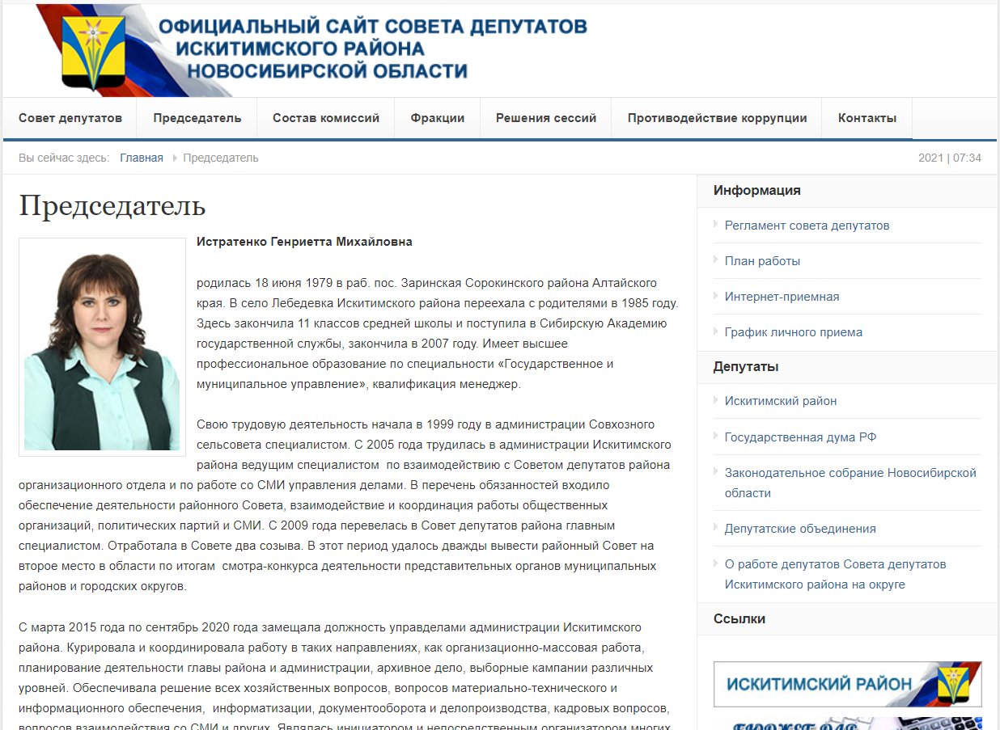 ОФИЦИАЛЬНЫЙ САЙТ СОВЕТА ДЕПУТАТОВ
ИСКИТИМСКОГО РАЙОНА
НОВОСИБИРСКОЙ ОБЛАСТИ
Совет депутатов Председатель Состав комиссий Фракции Решения сессий Противодействие коррупции Контакты
Вы сейчас здесь: Главная Председатель 2021 | 07:34
Председатель
Истратенко Генриетта Михайловна
родилась 18 июня 1979 в раб. пос. Заринская Сорокинского района Алтайского
края. В село Лебедевка Искитимского района переехала с родителями в 1985 году.
Здесь закончила 11 классов средней школы и поступила в Сибирскую Академию
государственной службы, закончила в 2007 году. Имеет высшее
профессиональное образование по специальности «Государственное и
муниципальное управление», квалификация менеджер.
Свою трудовую деятельность начала в 1999 году в администрации Совхозного
сельсовета специалистом. С 2005 года трудилась в администрации Искитимского
района ведущим специалистом  по взаимодействию с Советом депутатов района
организационного отдела и по работе со СМИ управления делами. В перечень обязанностей входило
обеспечение деятельности районного Совета, взаимодействие и координация работы общественных
организаций, политических партий и СМИ. С 2009 года перевелась в Совет депутатов района главным
специалистом. Отработала в Совете два созыва. В этот период удалось дважды вывести районный Совет на
второе место в области по итогам  смотра-конкурса деятельности представительных органов муниципальных
районов и городских округов.
С марта 2015 года по сентябрь 2020 года замещала должность управделами администрации Искитимского
района. Курировала и координировала работу в таких направлениях, как организационно-массовая работа,
планирование деятельности главы района и администрации, архивное дело, выборные кампании различных
уровней. Обеспечивала решение всех хозяйственных вопросов, вопросов материально-технического и
информационного обеспечения,  информатизации, документооборота и делопроизводства, кадровых вопросов,
вопросов взаимодействия со СМИ и других. Являлась инициатором и непосредственным организатором многих
Информация
Регламент совета депутатов
План работы
Интернет-приемная
График личного приема
Депутаты
Искитимский район
Государственная дума РФ
Законодательное собрание Новосибирской
области
Депутатские объединения
О работе депутатов Совета депутатов
Искитимского района на округе
Ссылки
ИСКИТИМСКИЙ РАЙОН
БЮДЖЕТ ДЛЯ